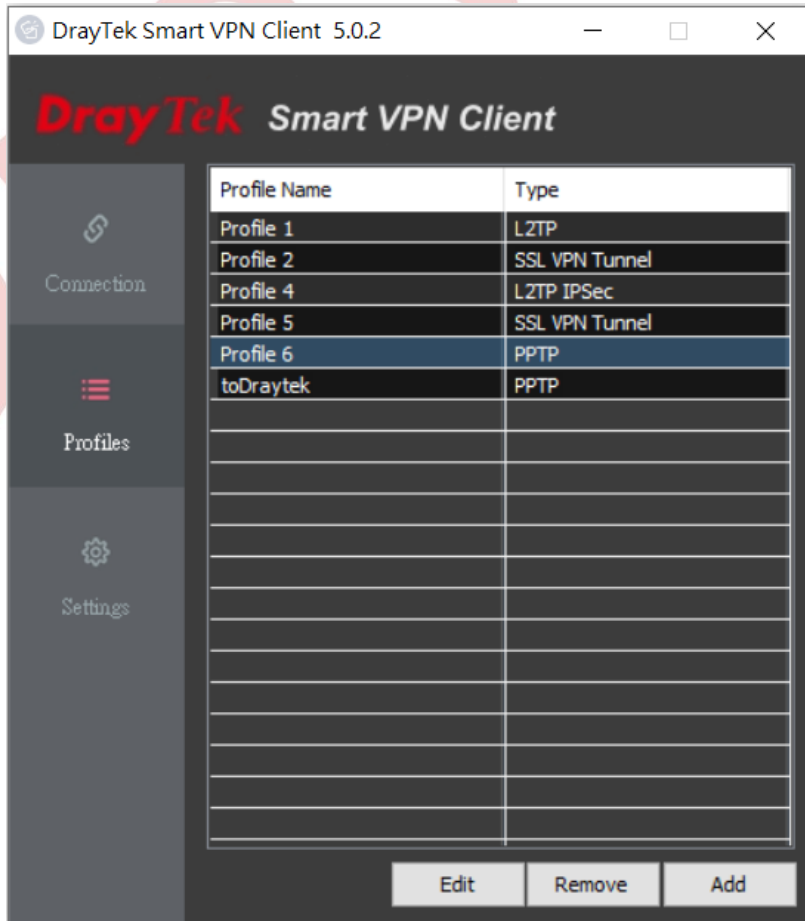 DrayTek Smart VPN Client 5.0.2
DrayTek Smart VPN Client
Connection
Profiles
Settings
Profile Name Type
Profile 1 L2TP
Profile 2 SSL VPN Tunnel
Profile 4 L2TP IPSec
Profile 5 SSL VPN Tunnel
Profile 6 PPTP
toDraytek PPTP
Edit Remove Add